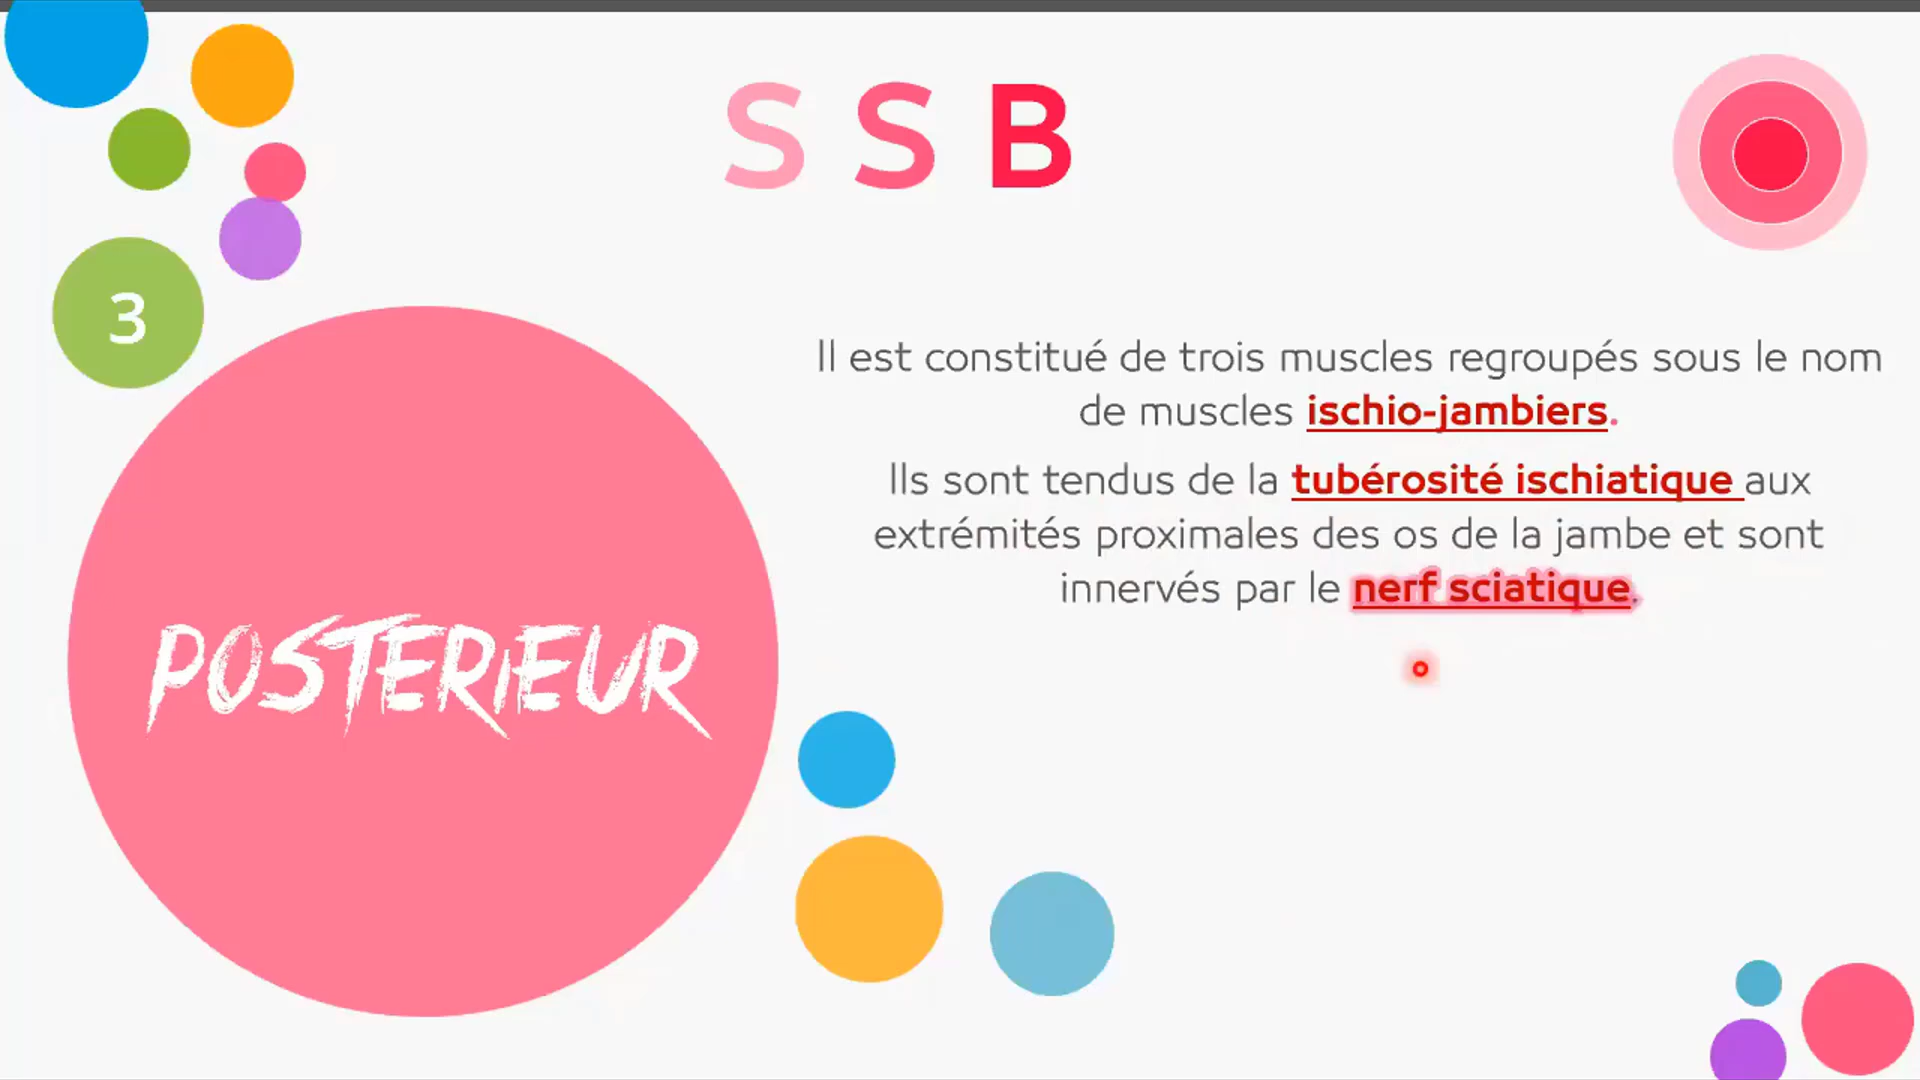 S S B
3
POSTERIEUR
Il est constitué de trois muscles regroupés sous le nom
de muscles ischio-jambiers.
Ils sont tendus de la tubérosité ischiatique aux
extrémités proximales des os de la jambe et sont
innervés par le nerf sciatique.